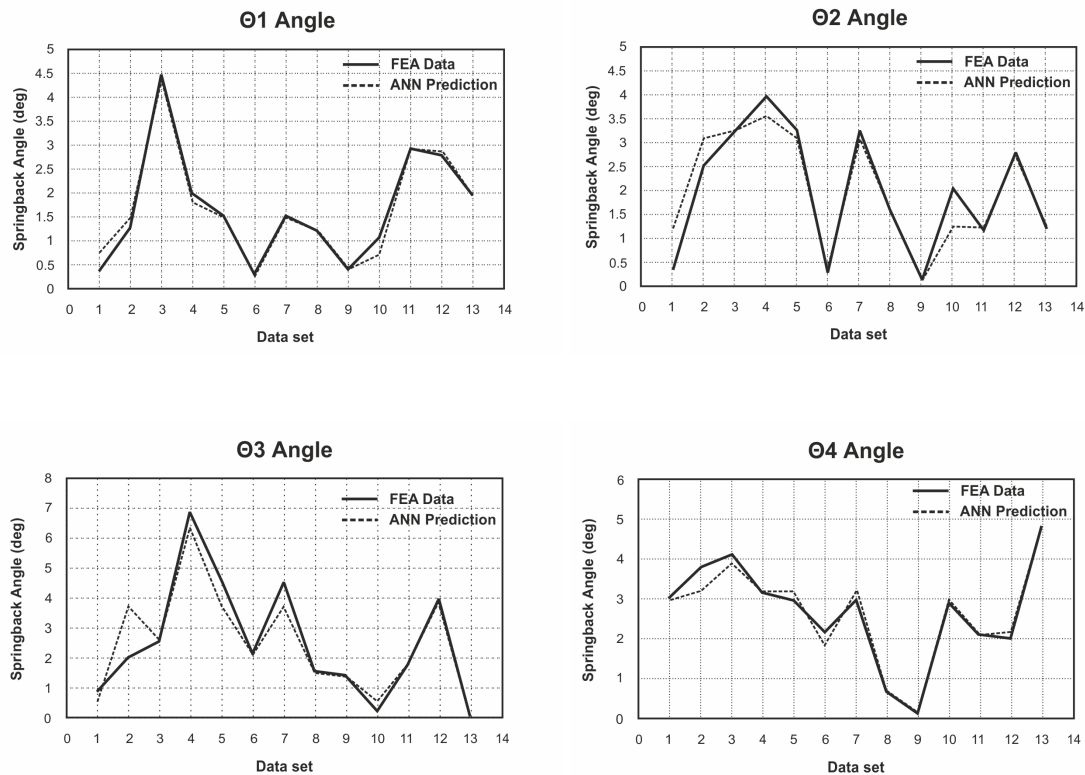 Θ1 Angle
5
4.5
4
3.5
3
2.5
2
1.5
1
0.5
0
Springback Angle (deg)
FEA Data
ANN Prediction
0 1 2 3 4 5 6 7 8 9 10 11 12 13 14
Data set
Θ2 Angle
5
4.5
4
3.5
3
2.5
2
1.5
1
0.5
0
Springback Angle (deg)
FEA Data
ANN Prediction
0 1 2 3 4 5 6 7 8 9 10 11 12 13 14
Data set
Θ3 Angle
8
7
6
5
4
3
2
1
0
Springback Angle (deg)
FEA Data
ANN Prediction
0 1 2 3 4 5 6 7 8 9 10 11 12 13 14
Data set
Θ4 Angle
6
5
4
3
2
1
0
Springback Angle (deg)
FEA Data
ANN Prediction
0 1 2 3 4 5 6 7 8 9 10 11 12 13 14
Data set